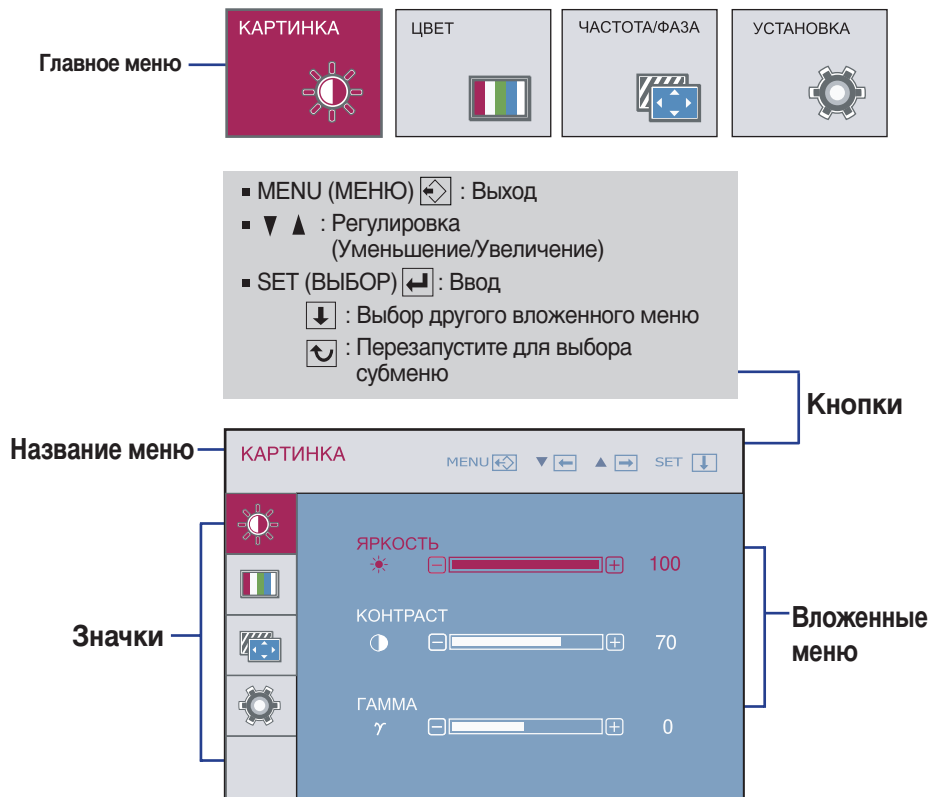 КАРТИНКА
ЦВЕТ
ЧАСТОТА/ФАЗА
УСТАНОВКА
Главное меню
MENU (МЕНЮ) : Выход
▼ ▲ : Регулировка
(Уменьшение/Увеличение)
SET (ВЫБОР) : Ввод
: Выбор другого вложенного меню
: Перезапустите для выбора
субменю
Кнопки
Название меню
КАРТИНКА
MENU ▼ ▲ SET
ЯРКОСТЬ
100
КОНТРАСТ
70
ГАММА
γ 0
Значки
Вложенные
меню